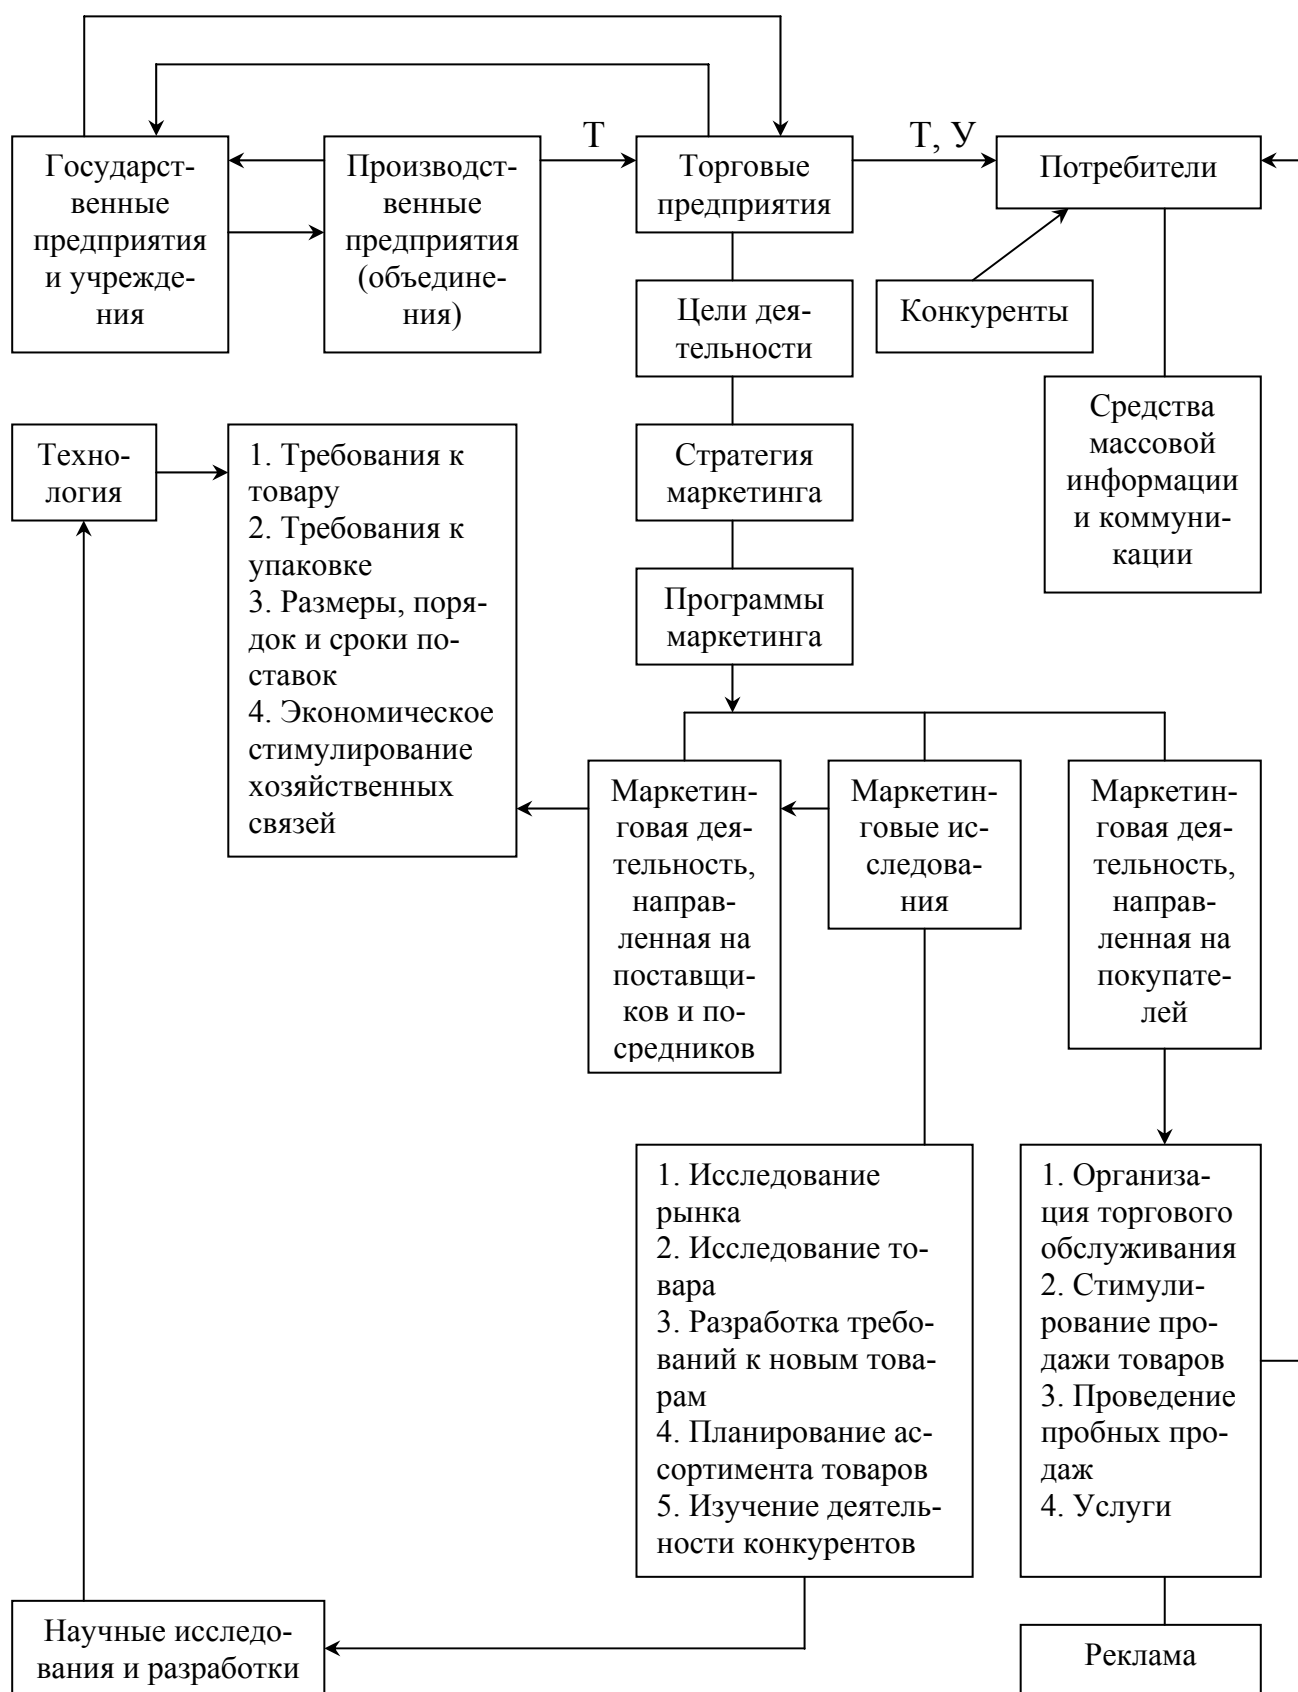 Т
Т, У
Государст-
венные
предприятия
и учрежде-
ния
Производст-
венные
предприятия
(объедине-
ния)
Торговые
предприятия
Потребители
Цели дея-
тельности
Конкуренты
Средства
массовой
информации
и коммуни-
кации
Техно-
логия
1. Требования к
товару
2. Требования к
упаковке
3. Размеры, поря-
док и сроки по-
ставок
4. Экономическое
стимулирование
хозяйственных
связей
Стратегия
маркетинга
Программы
маркетинга
Маркетин-
говая дея-
тельность,
направ-
ленная на
поставщи-
ков и по-
средников
Маркетин-
говые ис-
следова-
ния
Маркетин-
говая дея-
тельность,
направ-
ленная на
покупате-
лей
1. Исследование
рынка
2. Исследование то-
вара
3. Разработка требо-
ваний к новым това-
рам
4. Планирование ас-
сортимента товаров
5. Изучение деятель-
ности конкурентов
1. Организа-
ция торгового
обслуживания
2. Стимули-
рование про-
дажи товаров
3. Проведение
пробных про-
даж
4. Услуги
Научные исследо-
вания и разработки
Реклама